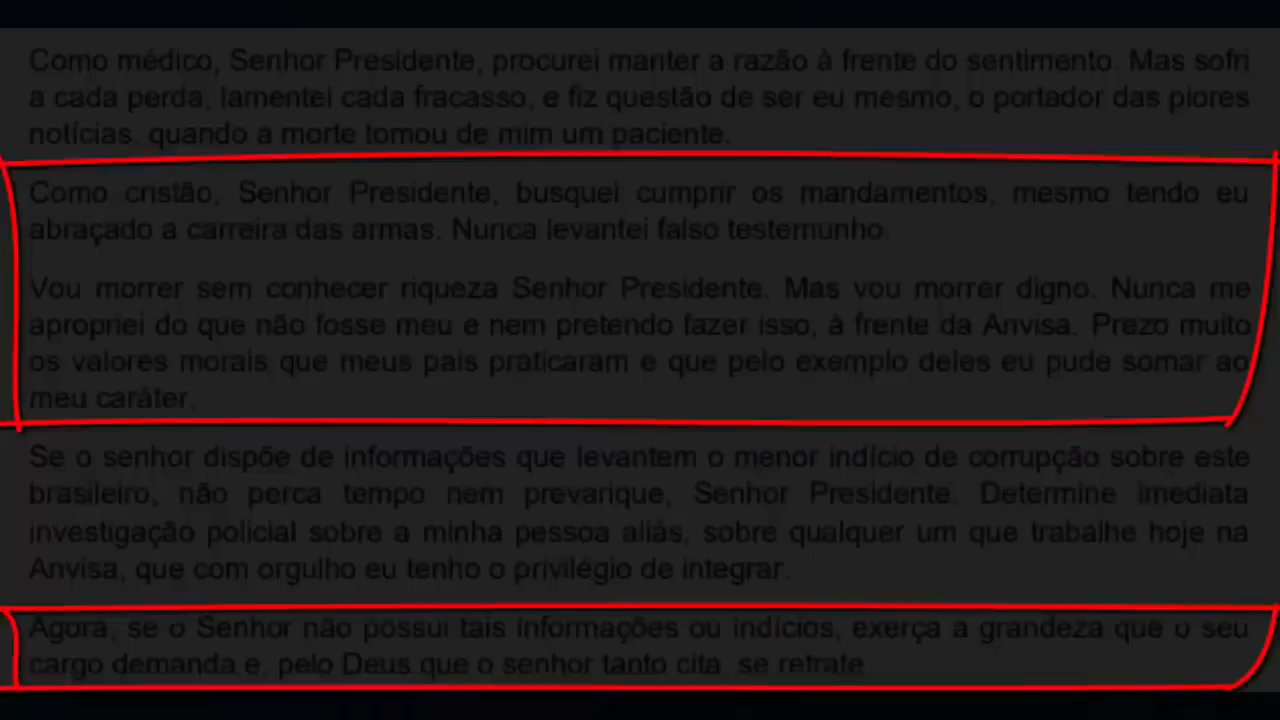 Como médico, Senhor Presidente, procurei manter a razão à frente do sentimento. Mas sofri
a cada perda, lamentei cada fracasso, e fiz questão de ser eu mesmo, o portador das piores
notícias, quando a morte tomou de mim um paciente.
Como cristão, Senhor Presidente, busquei cumprir os mandamentos, mesmo tendo eu
abraçado a carreira das armas. Nunca levantei falso testemunho.
Vou morrer sem conhecer riqueza Senhor Presidente. Mas vou morrer digno. Nunca me
apropriei do que não fosse meu e nem pretendo fazer isso, à frente da Anvisa. Prezo muito
os valores morais que meus pais praticaram e que pelo exemplo deles eu pude somar ao
meu caráter.
Se o senhor dispõe de informações que levantem o menor indício de corrupção sobre este
brasileiro, não perca tempo nem prevarique, Senhor Presidente. Determine imediata
investigação policial sobre a minha pessoa aliás, sobre qualquer um que trabalhe hoje na
Anvisa, que com orgulho eu tenho o privilégio de integrar.
Agora, se o Senhor não possui tais informações ou indícios, exerça a grandeza que o seu
cargo demanda e, pelo Deus que o senhor tanto cita, se retrate.